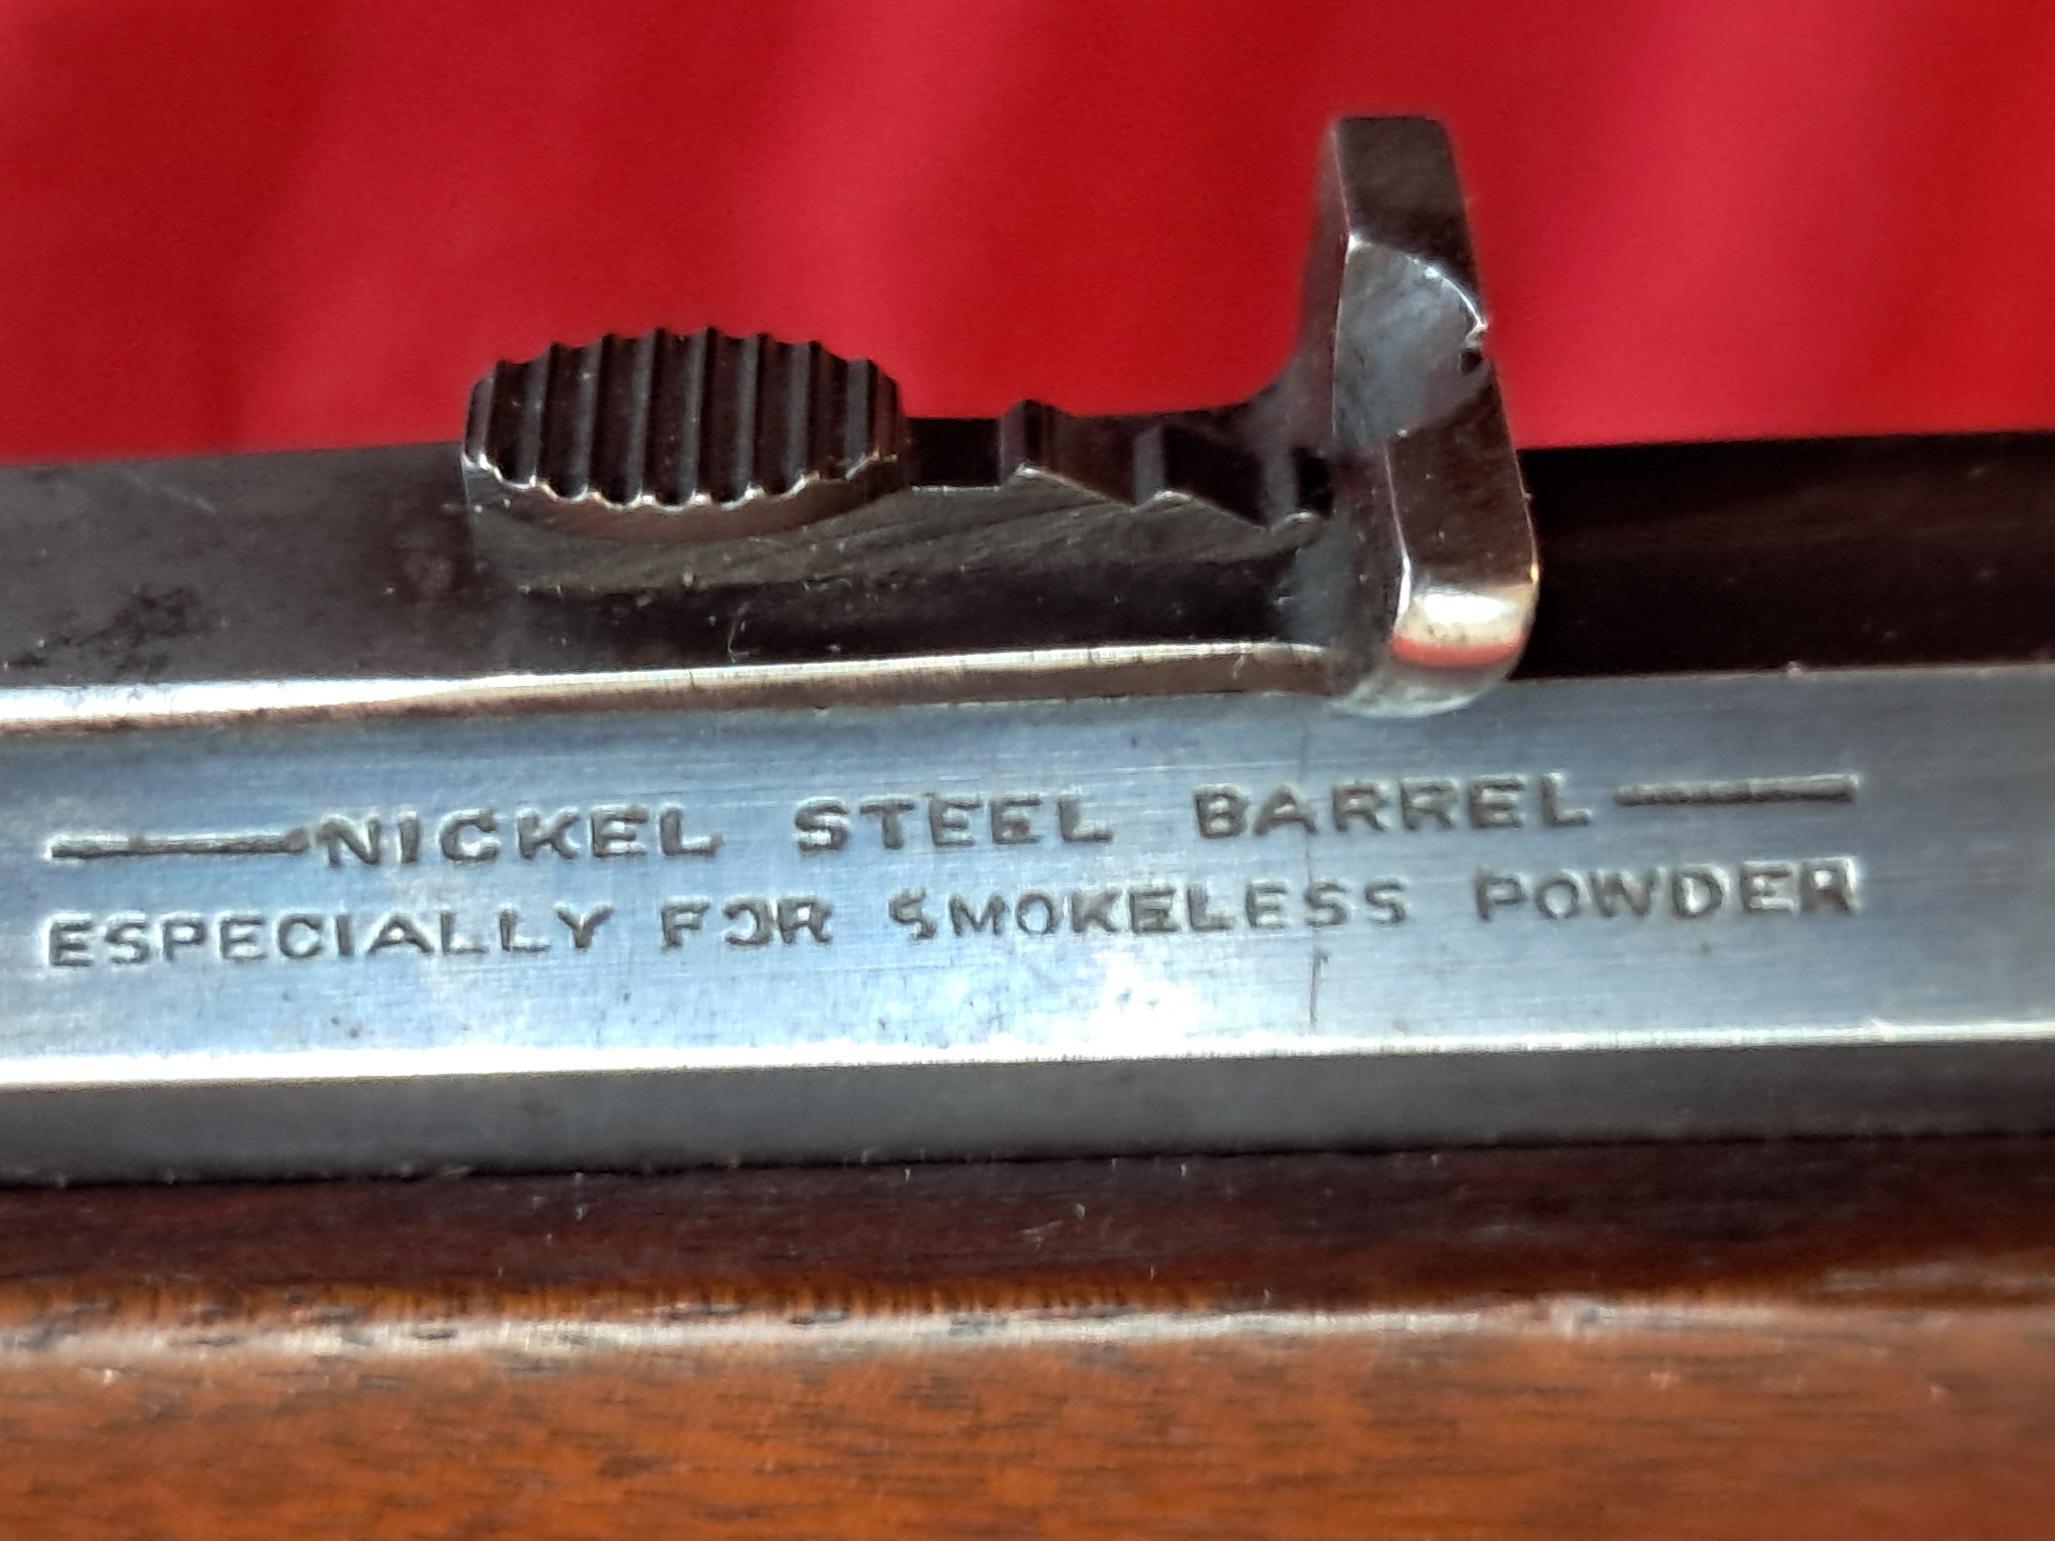 —NICKEL STEEL BARREL—
ESPECIALLY FOR SMOKELESS POWDER